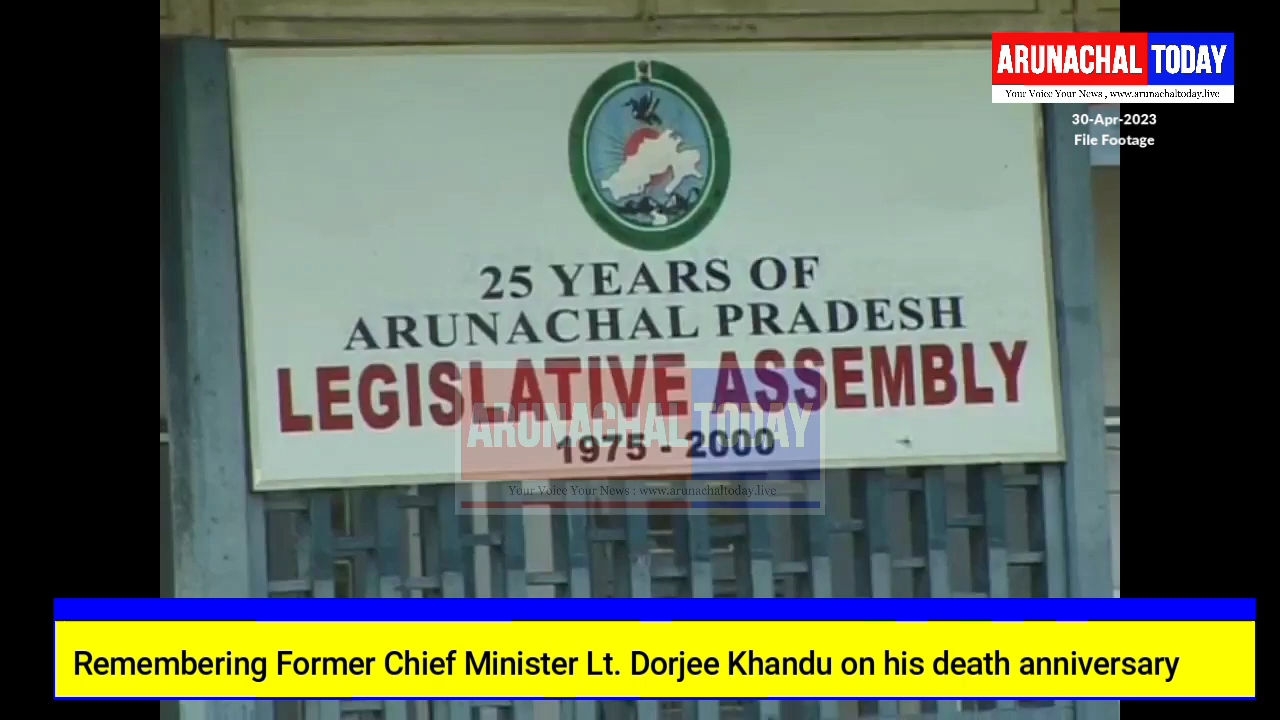 ARUNACHAL TODAY
Your Voice Your News , www.arunachaltoday.live
30-Apr-2023
File Footage
25 YEARS OF
ARUNACHAL PRADESH
LEGISLATIVE ASSEMBLY
ARUNACHAL TODAY
1975 - 2000
Your Voice Your News : www.arunachaltoday.live
Remembering Former Chief Minister Lt. Dorjee Khandu on his death anniversary